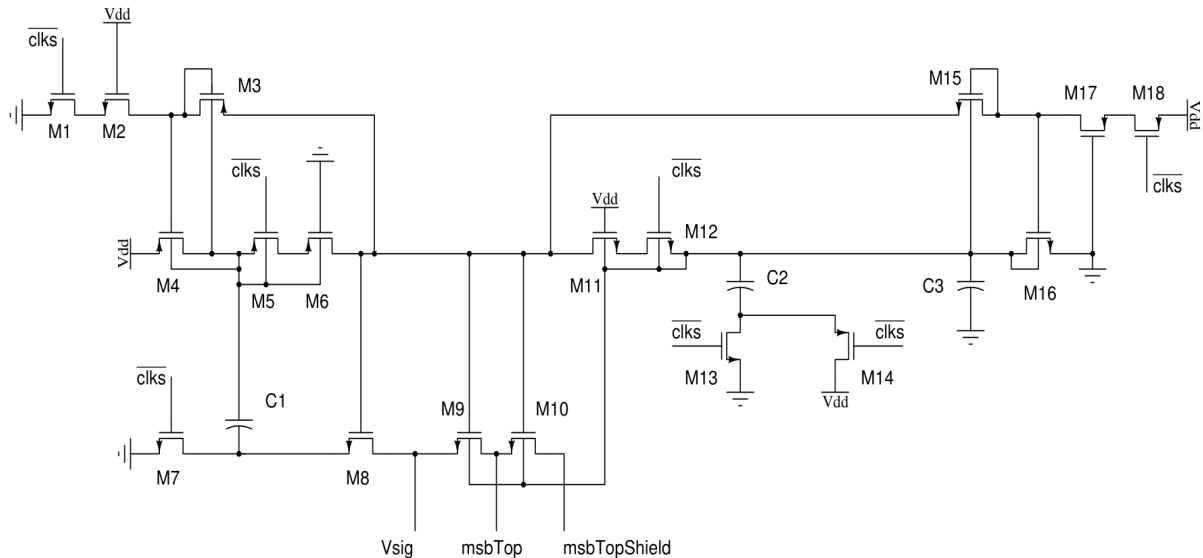 Vdd
clks
M3
M15
M17
M18
M1
M2
Vdd
clks
clks
clks
Vdd
M12
Vdd
M4
M5
M6
M11
C2
C3
M16
clks
clks
M13
M14
Vdd
clks
C1
M9
M10
M7
M8
Vsig
msbTop
msbTopShield